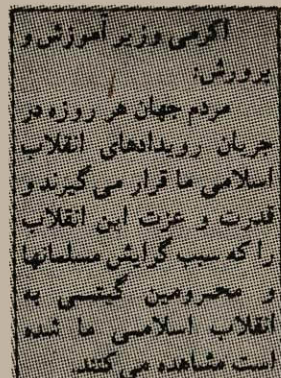 اکرمی وزیر آموزش و
پرورش:
مردم جهان هر روزه در
جریان رویدادهای انقلاب
اسلامی ما قرار می گیرند و
قدرت و عزت این انقلاب
را که سبب گرایش مسلمانها
و محرومین گیتی به
انقلاب اسلامی ما شده
است مشاهده می کنند.